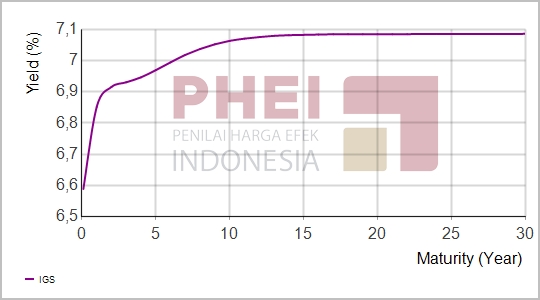 Yield (%)
7,1
7
6,9
6,8
6,7
6,6
6,5
PHEI
PENILAI HARGA EFEK
INDONESIA
0
5
10
15
20
25
30
Maturity (Year)
IGS